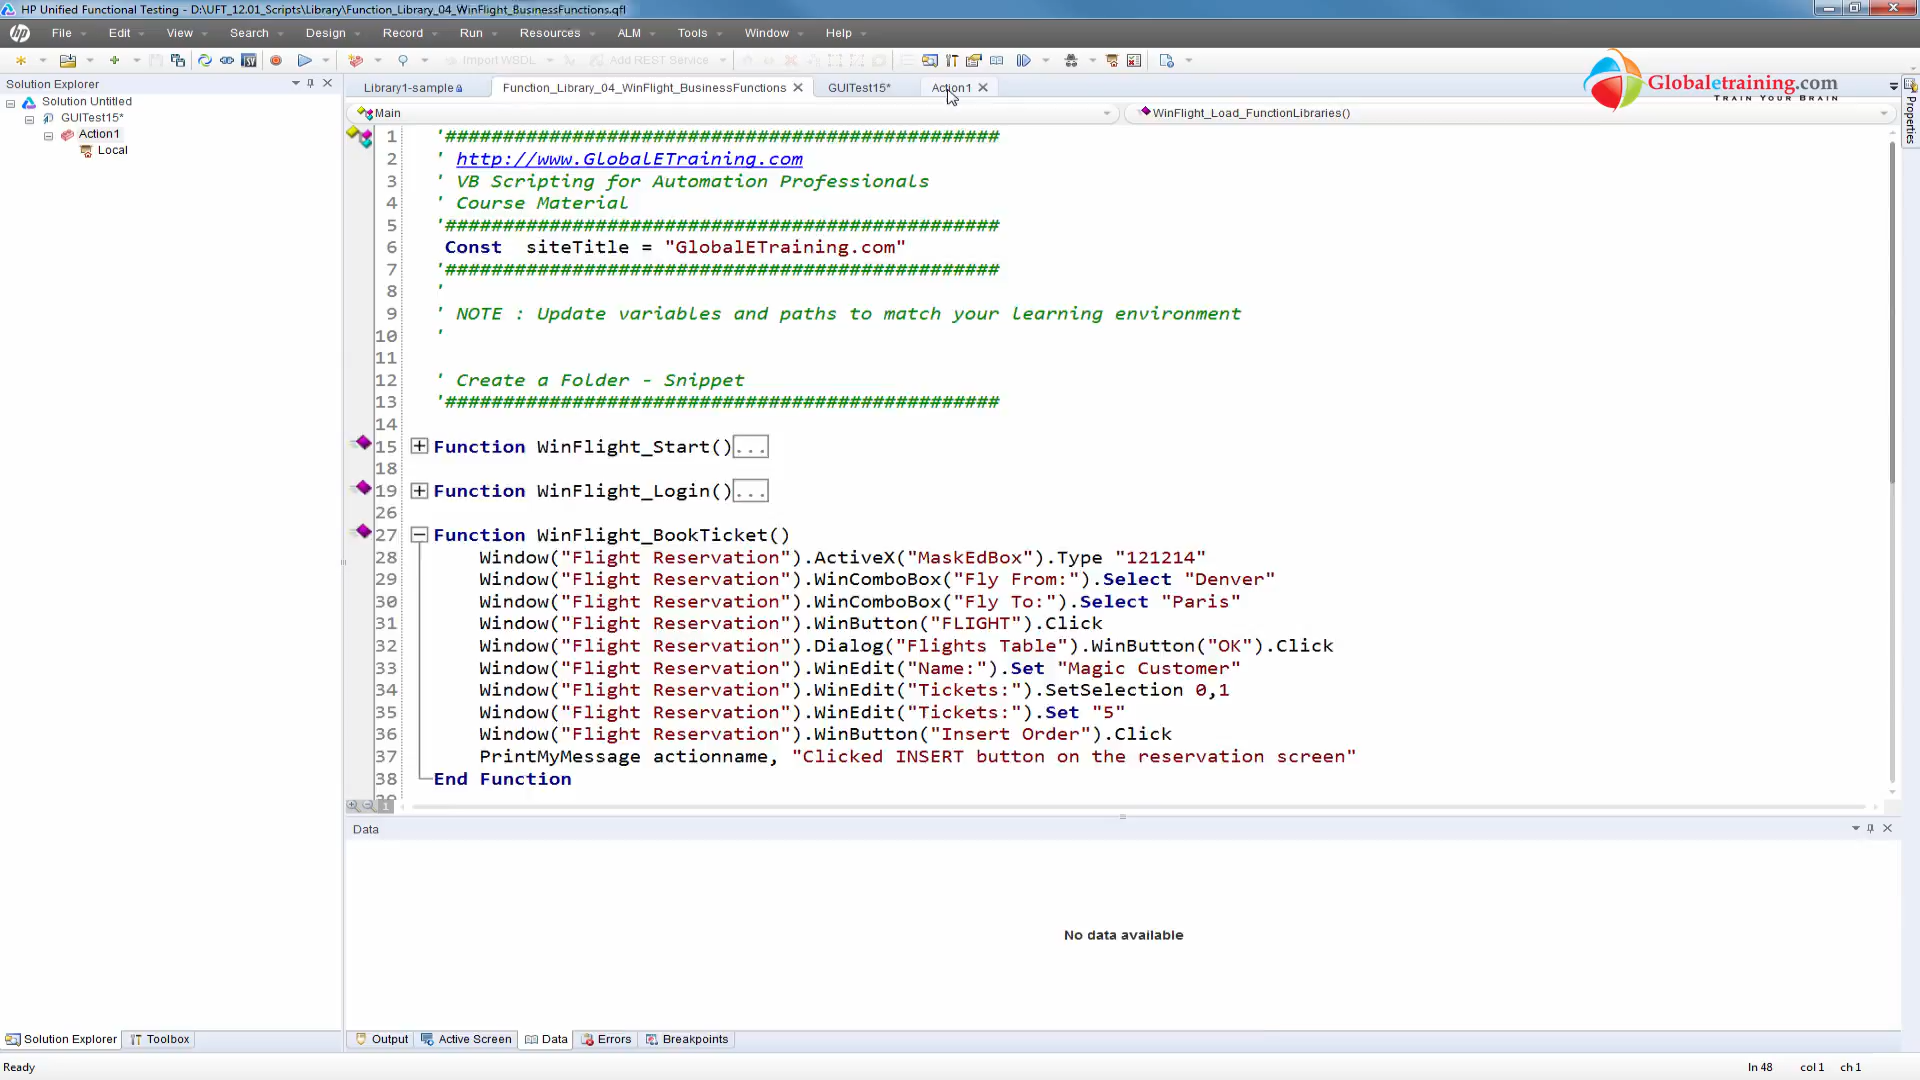 HP Unified Functional Testing - D:\UFT_12.01_Scripts\Library\Function_Library_04_WinFlight_BusinessFunctions.qfl
File Edit View Search Design Record Run Resources ALM Tools Window Help
Import WSDL Add REST Service
Globaletraining.com
TRAIN YOUR BRAIN
Solution Explorer
Library1-sample Function_Library_04_WinFlight_BusinessFunctions GUITest15* Action1
Solution Untitled
GUITest15*
Action1
Local
Main WinFlight_Load_FunctionLibraries()
Properties
1 '################################################
2 ' http://www.GlobalETraining.com
3 ' VB Scripting for Automation Professionals
4 ' Course Material
5 '################################################
6 Const siteTitle = "GlobalETraining.com"
7 '################################################
8 '
9 ' NOTE : Update variables and paths to match your learning environment
10 '
11
12 ' Create a Folder - Snippet
13 '################################################
14
15 Function WinFlight_Start()...
18
19 Function WinFlight_Login()...
26
27 Function WinFlight_BookTicket()
28 Window("Flight Reservation").ActiveX("MaskEdBox").Type "121214"
29 Window("Flight Reservation").WinComboBox("Fly From:").Select "Denver"
30 Window("Flight Reservation").WinComboBox("Fly To:").Select "Paris"
31 Window("Flight Reservation").WinButton("FLIGHT").Click
32 Window("Flight Reservation").Dialog("Flights Table").WinButton("OK").Click
33 Window("Flight Reservation").WinEdit("Name:").Set "Magic Customer"
34 Window("Flight Reservation").WinEdit("Tickets:").SetSelection 0,1
35 Window("Flight Reservation").WinEdit("Tickets:").Set "5"
36 Window("Flight Reservation").WinButton("Insert Order").Click
37 PrintMyMessage actionname, "Clicked INSERT button on the reservation screen"
38 End Function
1
Data
No data available
Solution Explorer Toolbox
Output Active Screen Data Errors Breakpoints
Ready
ln 48 col 1 ch 1